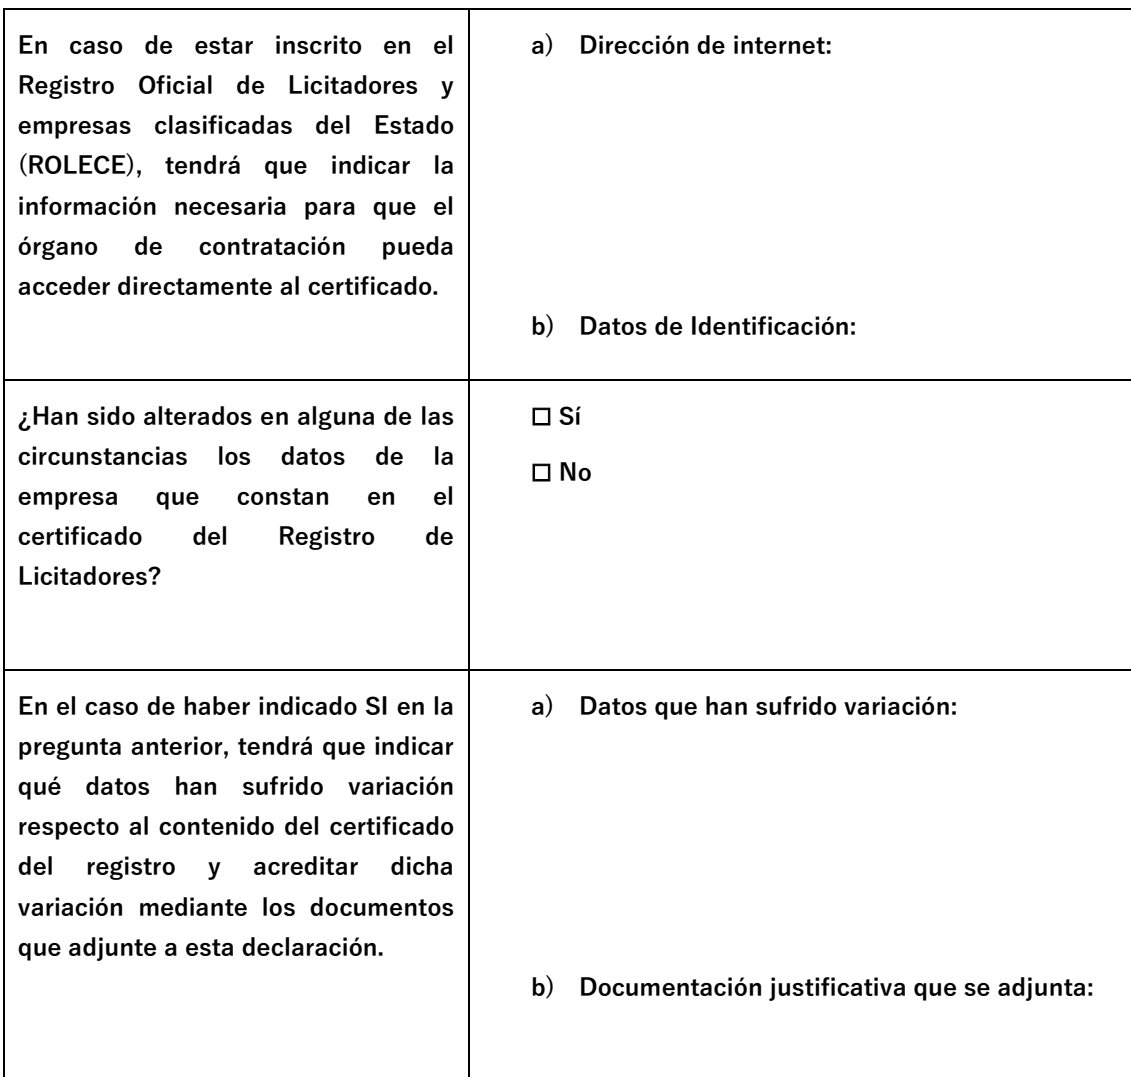 En caso de estar inscrito en el
Registro Oficial de Licitadores y
empresas clasificadas del Estado
(ROLECE), tendrá que indicar la
información necesaria para que el
órgano de contratación pueda
acceder directamente al certificado.
a) Dirección de internet:
b) Datos de Identificación:
¿Han sido alterados en alguna de las
circunstancias los datos de la
empresa que constan en el
certificado del Registro de
Licitadores?
☐ Sí
☐ No
En el caso de haber indicado SI en la
pregunta anterior, tendrá que indicar
qué datos han sufrido variación
respecto al contenido del certificado
del registro y acreditar dicha
variación mediante los documentos
que adjunte a esta declaración.
a) Datos que han sufrido variación:
b) Documentación justificativa que se adjunta: